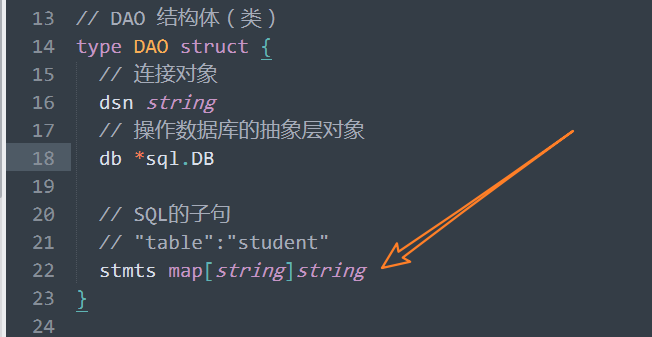 13 // DAO 结构体（类）
14 type DAO struct {
15 // 连接对象
16 dsn string
17 // 操作数据库的抽象层对象
18 db *sql.DB
19
20 // SQL的子句
21 // "table":"student"
22 stmts map[string]string
23 }
24